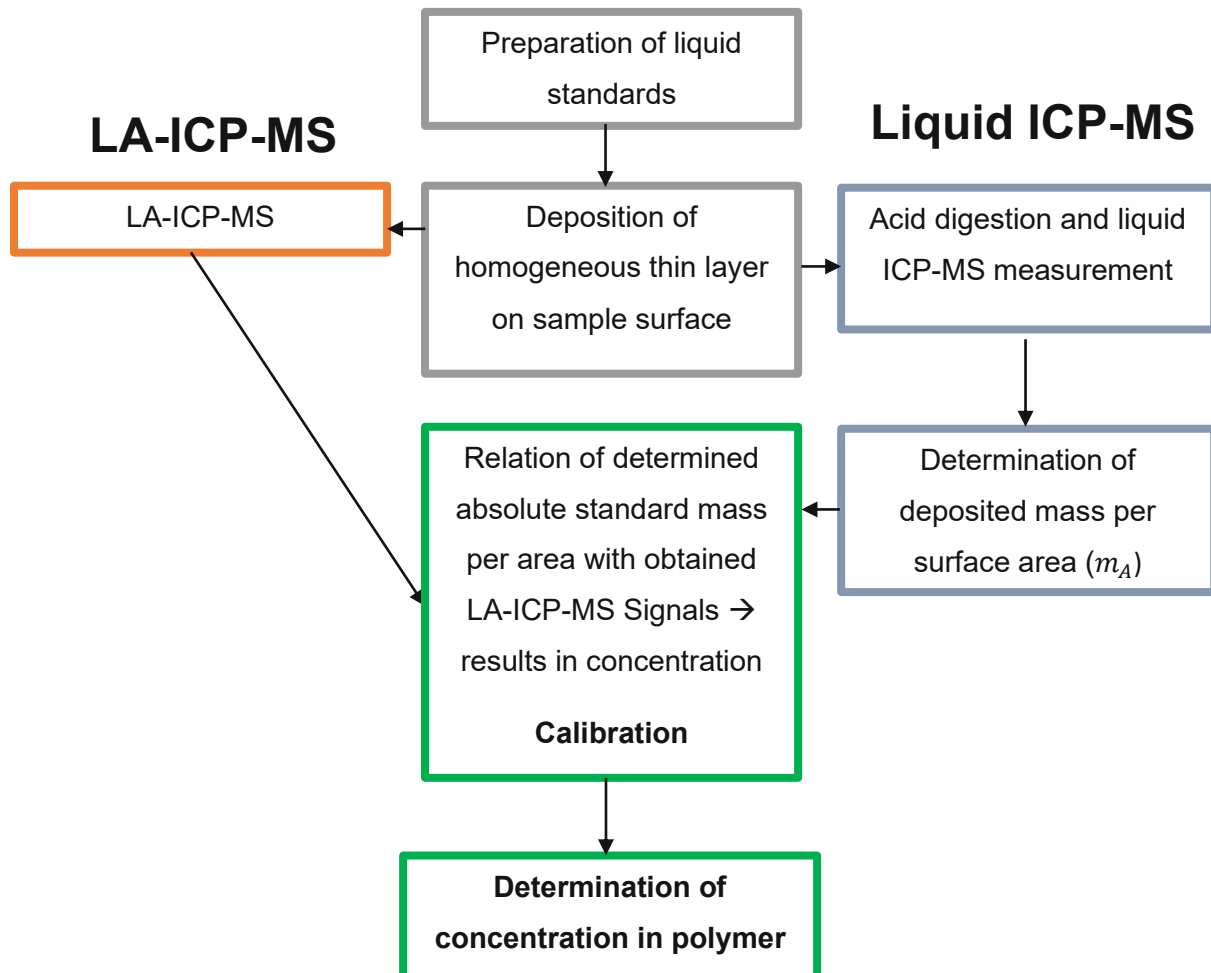 Preparation of liquid
standards
LA-ICP-MS
Liquid ICP-MS
LA-ICP-MS
Deposition of
homogeneous thin layer
on sample surface
Acid digestion and liquid
ICP-MS measurement
Relation of determined
absolute standard mass
per area with obtained
LA-ICP-MS Signals →
results in concentration
Calibration
Determination of
deposited mass per
surface area (𝑚𝐴)
Determination of
concentration in polymer